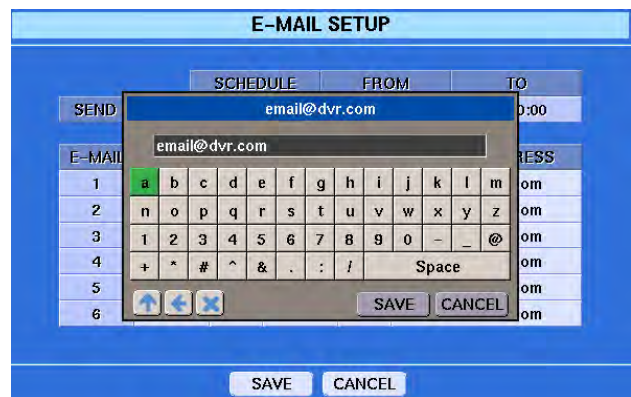 E-MAIL SETUP
SCHEDULE FROM TO
SEND email@dvr.com 0:00
email@dvr.com
E-MAIL RESS
1 a b c d e f g h i j k l m om
2 n o p q r s t u v w x y z om
3 1 2 3 4 5 6 7 8 9 0 - _ @ om
4 + * # ^ & . : / Space om
5 SAVE CANCEL om
6 om
SAVE CANCEL